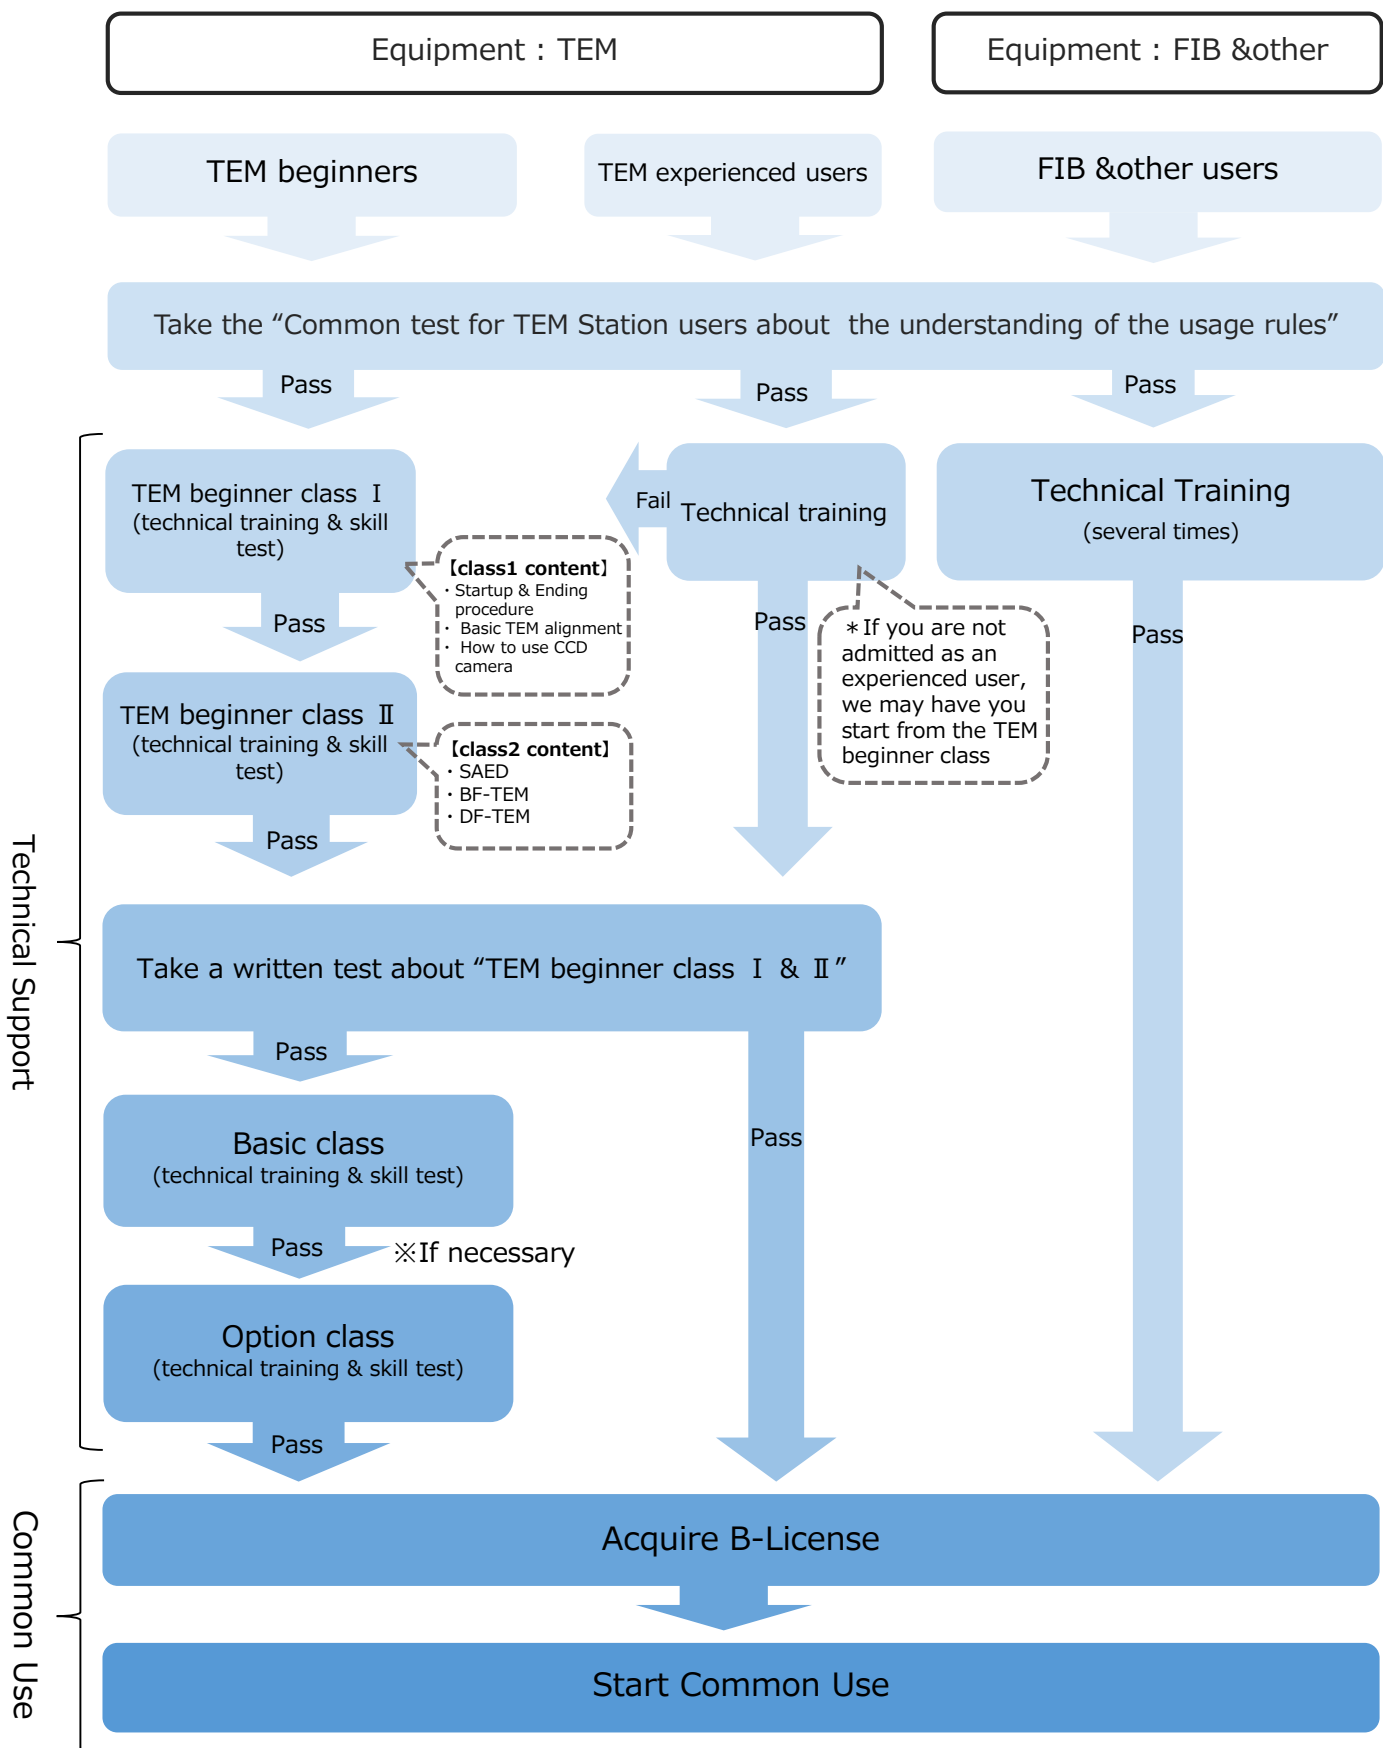 Equipment : TEM
Equipment : FIB &other
TEM beginners
TEM experienced users
FIB &other users
Take the “Common test for TEM Station users about the understanding of the usage rules”
Pass
Pass
Pass
TEM beginner class Ⅰ
(technical training & skill
test)
Fail
Technical training
Technical Training
(several times)
【class1 content】
・Startup & Ending
procedure
・ Basic TEM alignment
・ How to use CCD
camera
Pass
Pass
Pass
＊If you are not
admitted as an
experienced user,
we may have you
start from the TEM
beginner class
TEM beginner class Ⅱ
(technical training & skill
test)
【class2 content】
・SAED
・BF-TEM
・DF-TEM
Pass
Technical Support
Take a written test about “TEM beginner class Ⅰ & Ⅱ”
Pass
Pass
Basic class
(technical training & skill test)
Pass
※If necessary
Option class
(technical training & skill test)
Pass
Common Use
Acquire B-License
Start Common Use